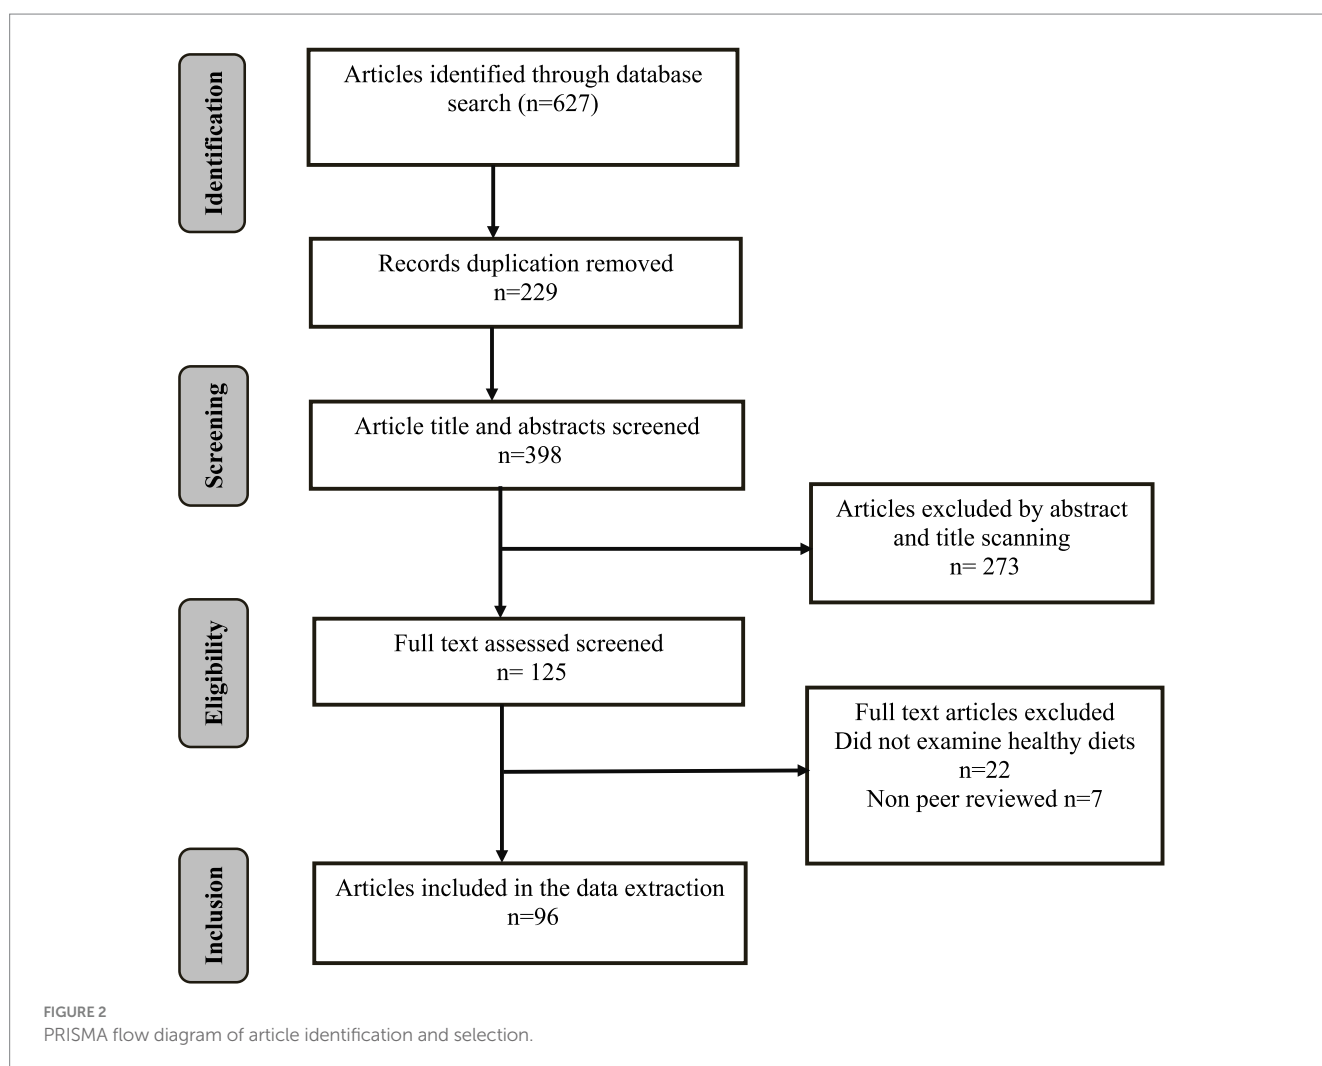 Identification
Articles identified through database
search (n=627)
Records duplication removed
n=229
Screening
Article title and abstracts screened
n=398
Articles excluded by abstract
and title scanning
n= 273
Eligibility
Full text assessed screened
n= 125
Full text articles excluded
Did not examine healthy diets
n=22
Non peer reviewed n=7
Inclusion
Articles included in the data extraction
n=96
FIGURE 2
PRISMA flow diagram of article identification and selection.